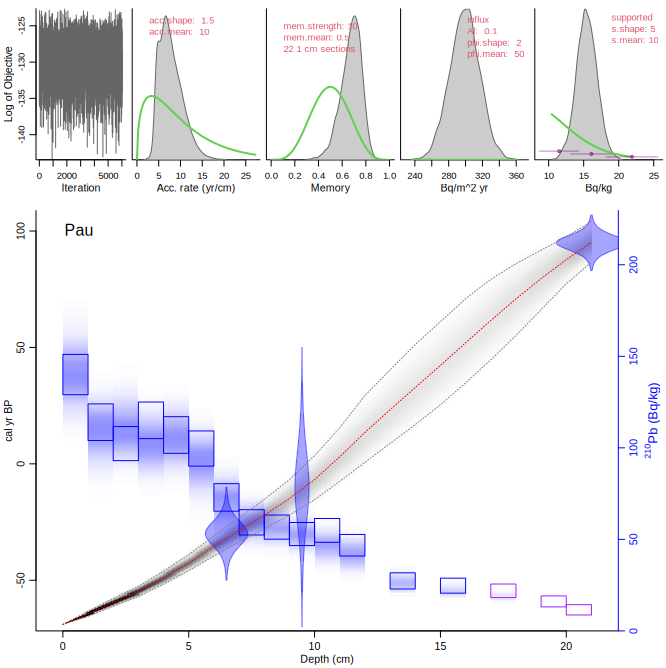 acc.shape: 1.5
acc.mean: 10
mem.strength: 10
mem.mean: 0.5
22 1 cm sections
influx
Al: 0.1
phi.shape: 2
phi.mean: 50
supported
s.shape: 5
s.mean: 10
Log of Objective
-125
-130
-135
-140
0 2000 5000
Iteration
0 5 10 15 20 25
Acc. rate (yr/cm)
0.0 0.2 0.4 0.6 0.8 1.0
Memory
240 280 320 360
Bq/m^2 yr
10 15 20 25
Bq/kg
Pau
cal yr BP
100
50
0
-50
0 5 10 15 20
Depth (cm)
200
150
100
50
0
210Pb (Bq/kg)